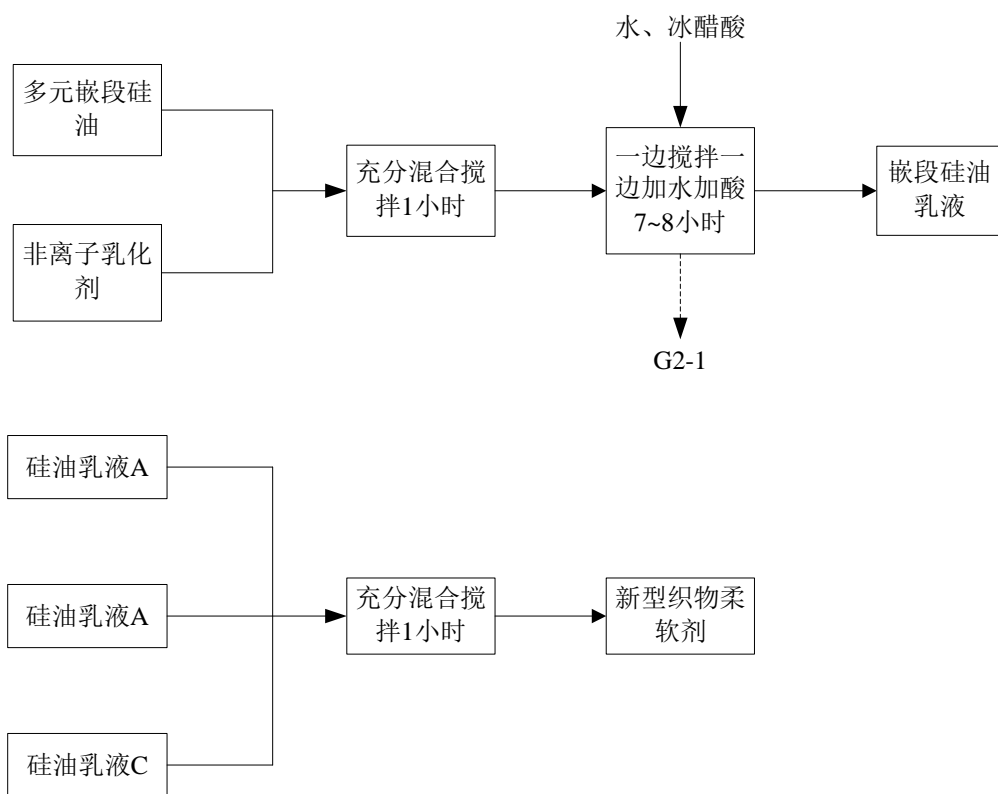 水、冰醋酸
多元嵌段硅
油
充分混合搅
拌1小时
一边搅拌一
边加水加酸
7~8小时
嵌段硅油
乳液
非离子乳化
剂
G2-1
硅油乳液A
硅油乳液A
充分混合搅
拌1小时
新型织物柔
软剂
硅油乳液C